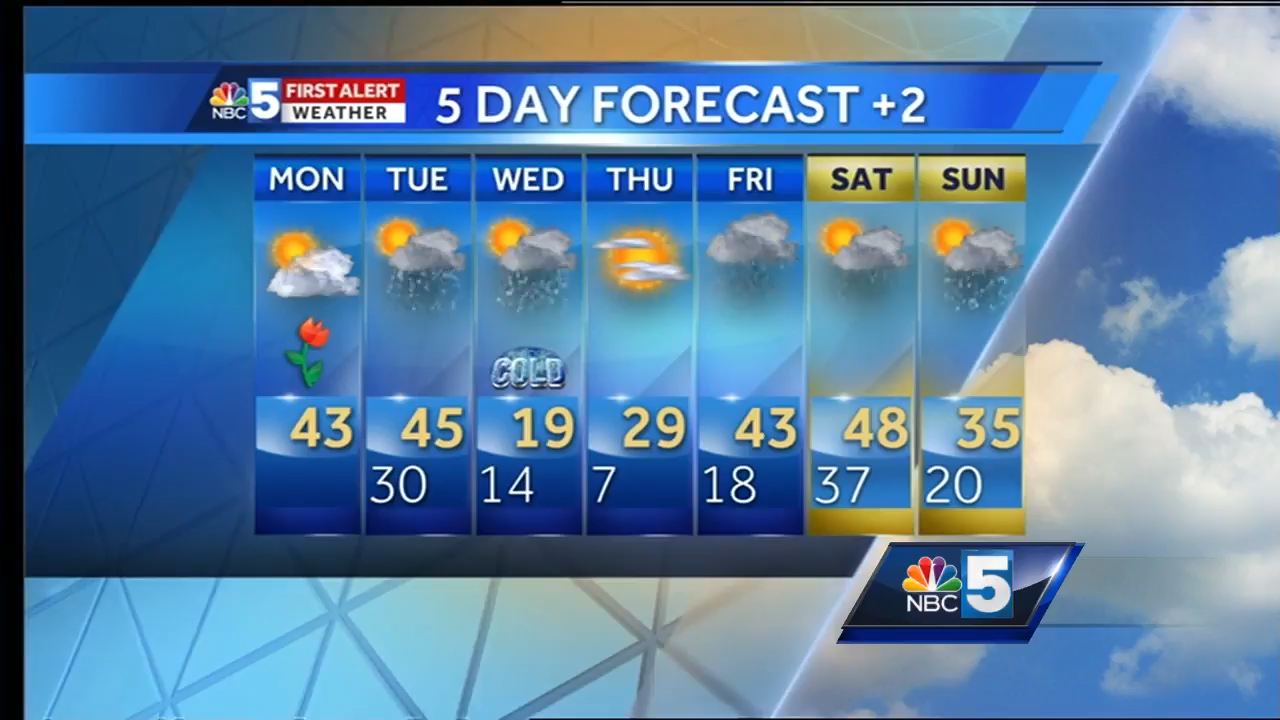 NBC 5 FIRST ALERT WEATHER
5 DAY FORECAST +2
MON TUE WED THU FRI SAT SUN
COLD
43 45 19 29 43 48 35
30 14 7 18 37 20
NBC 5